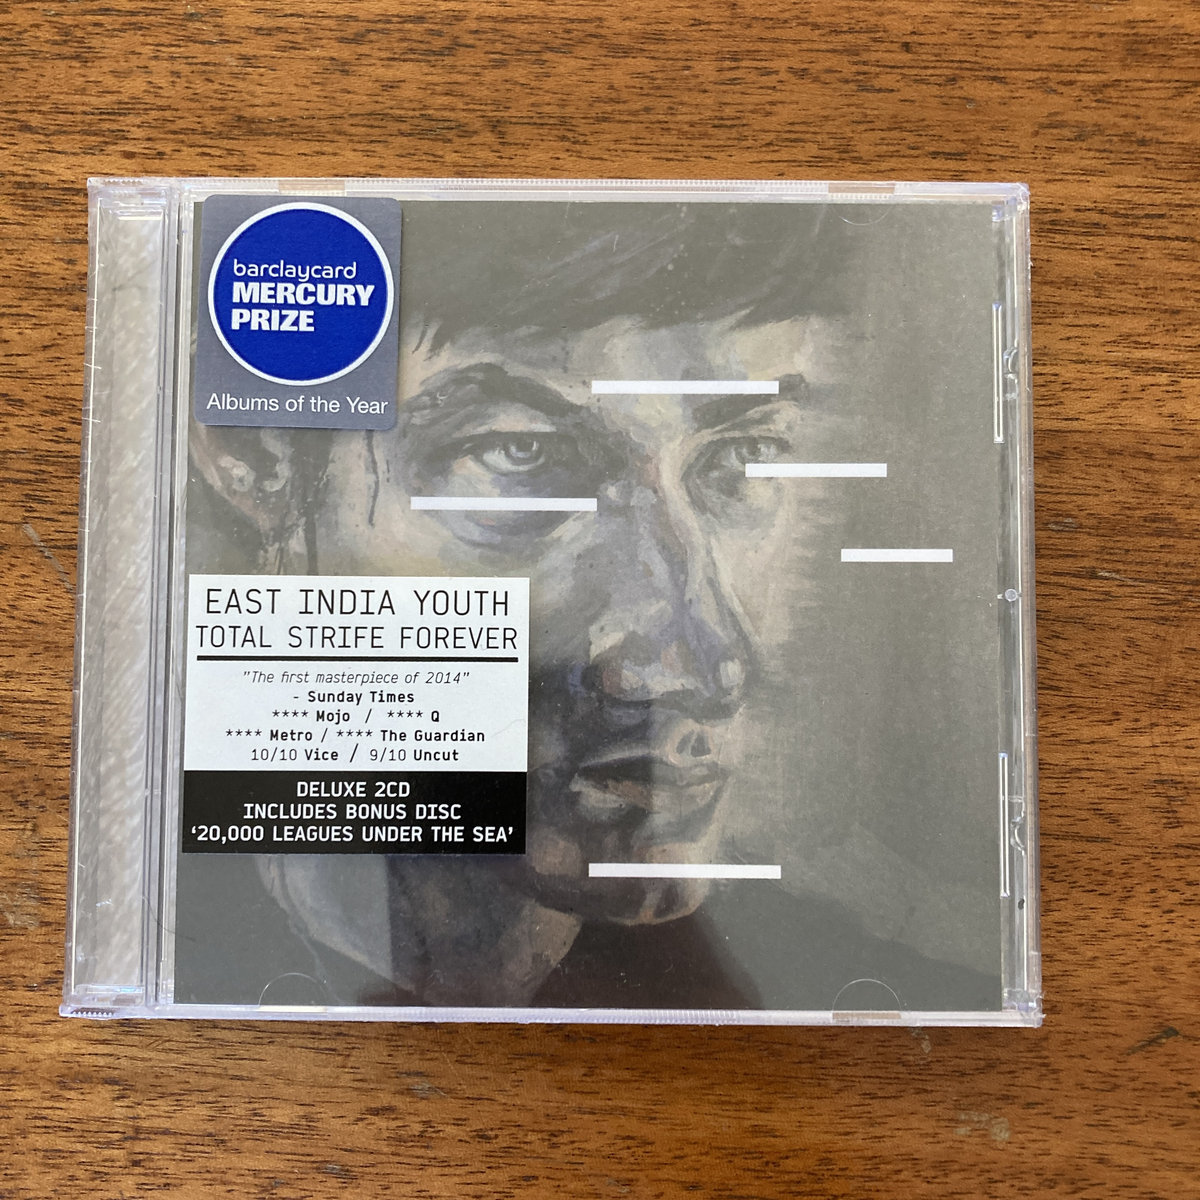 barclaycard
MERCURY
PRIZE
Albums of the Year
EAST INDIA YOUTH
TOTAL STRIFE FOREVER
"The first masterpiece of 2014"
- Sunday Times
**** Mojo / **** Q
**** Metro / **** The Guardian
10/10 Vice / 9/10 Uncut
DELUXE 2CD
INCLUDES BONUS DISC
‘20,000 LEAGUES UNDER THE SEA’